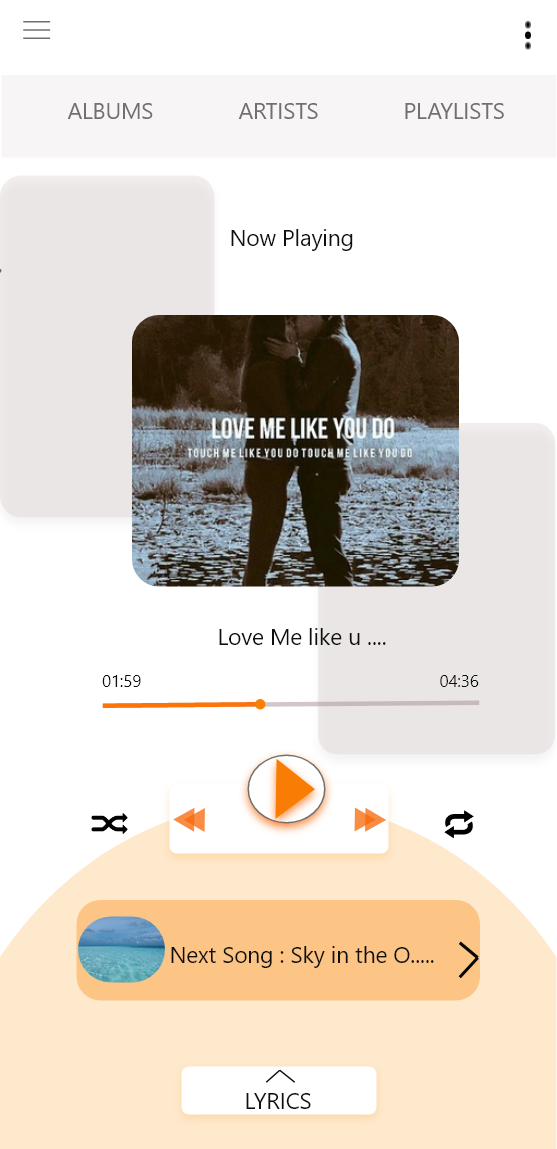 ALBUMS ARTISTS PLAYLISTS
Now Playing
LOVE ME LIKE YOU DO
TOUCH ME LIKE YOU DO TOUCH ME LIKE YOU DO
Love Me like u ....
01:59 04:36
Next Song : Sky in the O.....
LYRICS